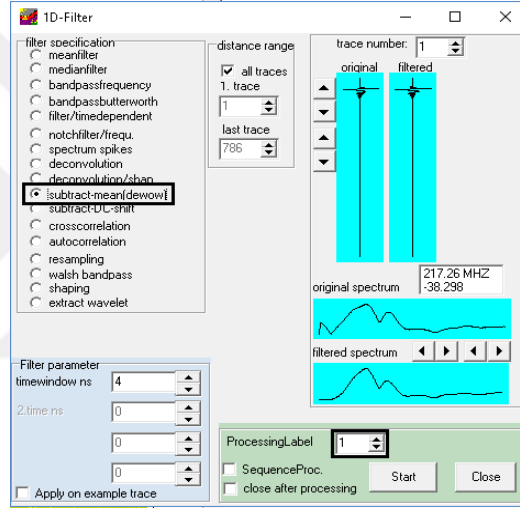 1D-Filter
filter specification
meanfilter
medianfilter
bandpassfrequency
bandpassbutterworth
filter/timedependent
notchfilter/frequ.
spectrum spikes
deconvolution
deconvolution/shap
subtract-mean(dewow)
subtract-DC-shift
crosscorrelation
autocorrelation
resampling
walsh bandpass
shaping
extract wavelet
distance range
all traces
1. trace
1
last trace
786
trace number: 1
original filtered
217.26 MHZ
original spectrum -38.298
filtered spectrum
Filter parameter
timewindow ns 4
2.time ns 0
0
0
Apply on example trace
ProcessingLabel 1
SequenceProc.
close after processing
Start
Close